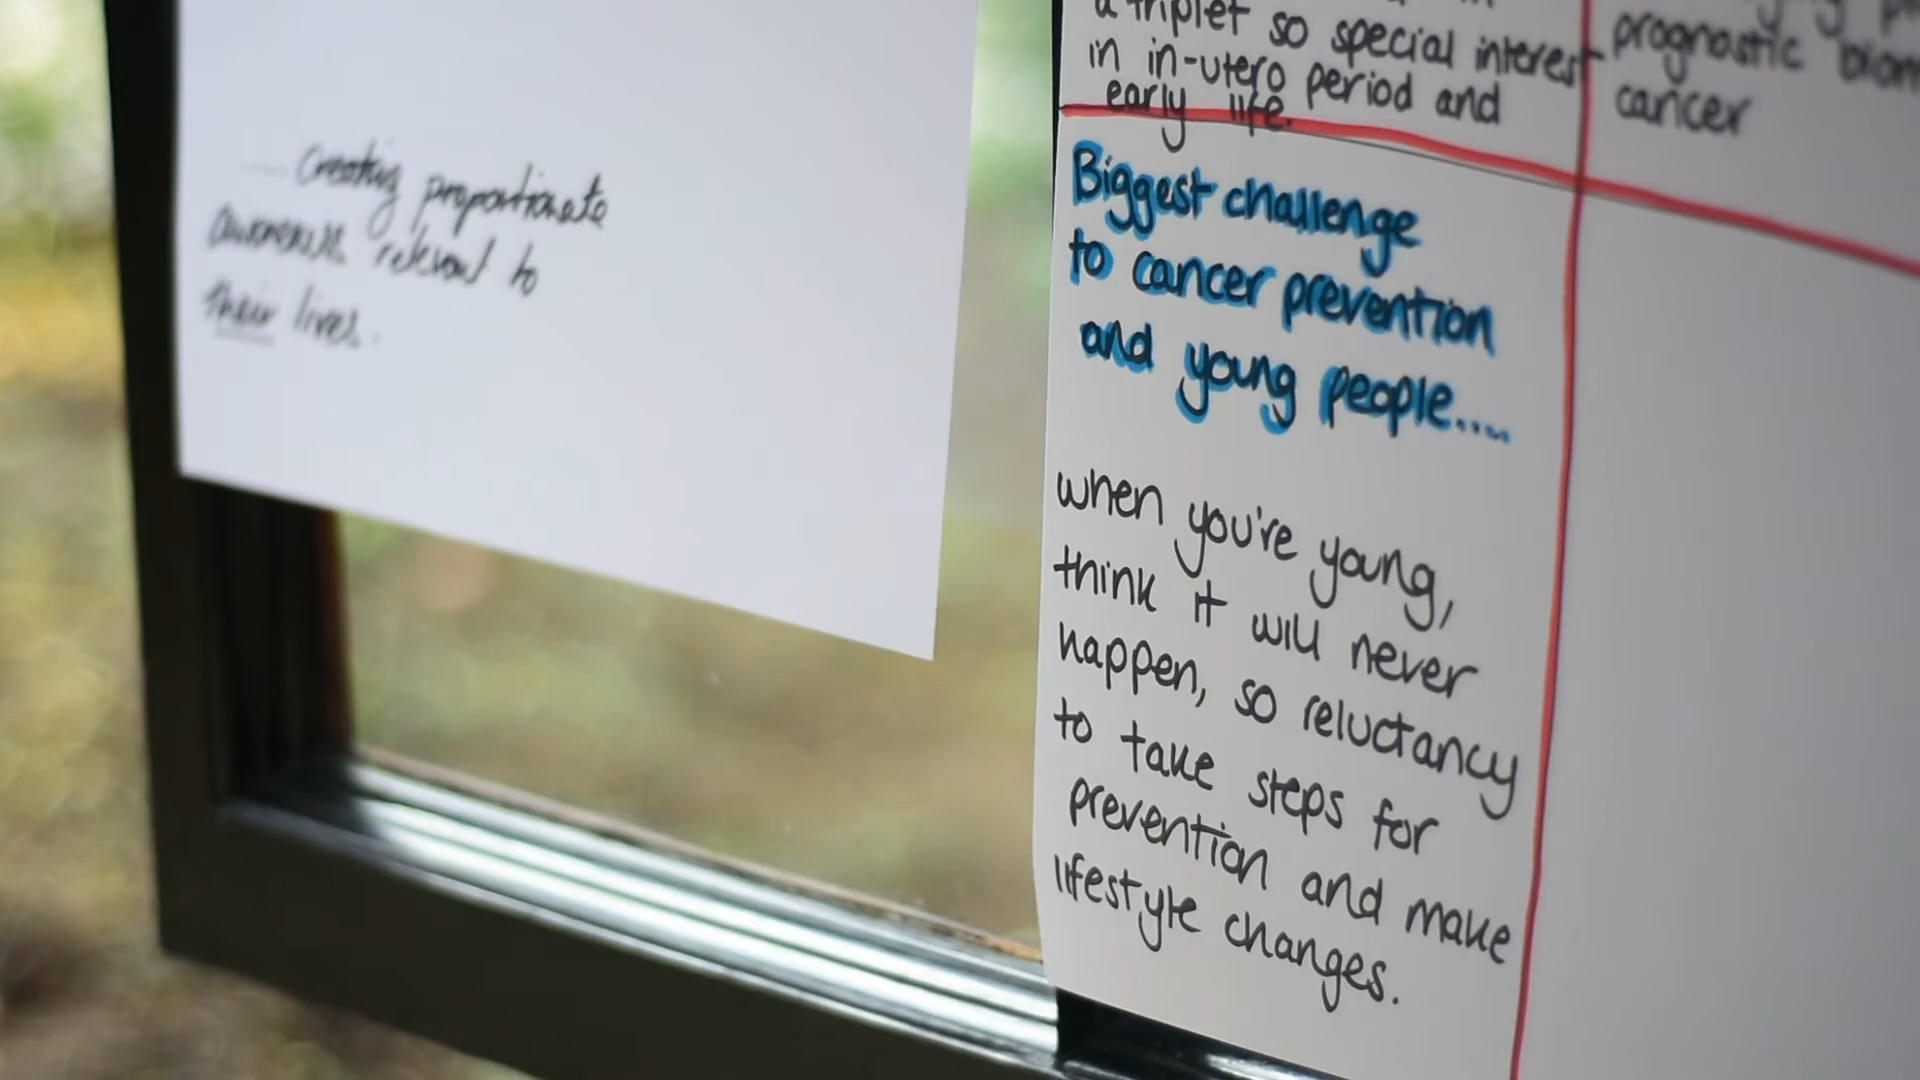 Creating proportionate
awareness relevant to
their lives.
a triplet so special interest
in in-utero period and
early life.
prognostic
cancer
Biggest challenge
to cancer prevention
and young people.....
when you're young,
think it will never
happen, so reluctancy
to take steps for
prevention and make
lifestyle changes.